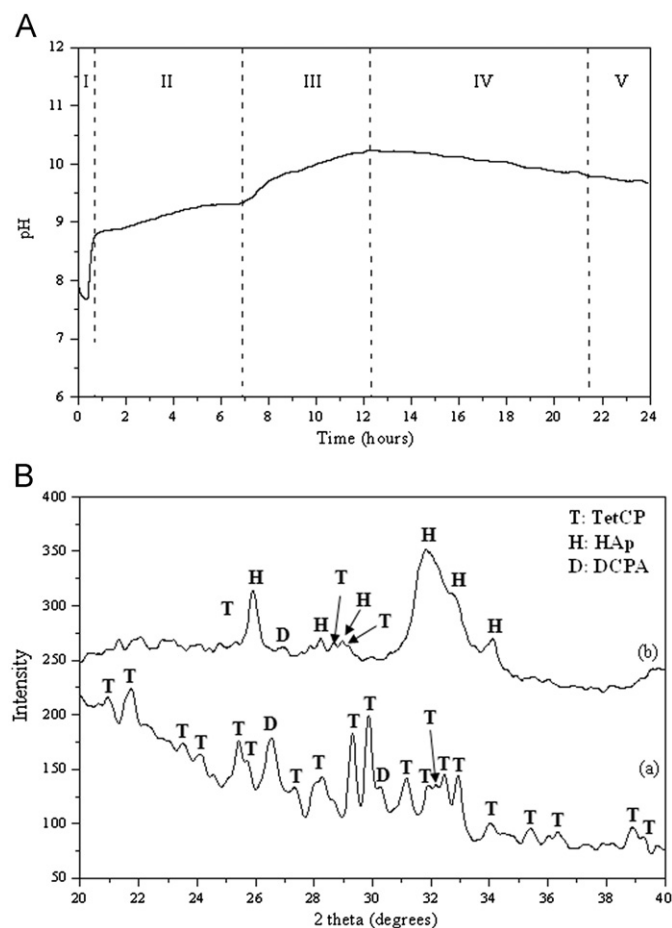 A
I II III IV V
12
11
10
9
8
7
6
pH
0 2 4 6 8 10 12 14 16 18 20 22 24
Time (hours)
B
400
350
300
250
200
150
100
50
Intensity
T: TetCP
H: HAp
D: DCPA
H
H
T
H
T
D
H
H
T
H
T
(b)
T
T
T
T
T
T
D
T
T
T
T
D
T
T
T
T
T
T
T
T
T
T
(a)
20 22 24 26 28 30 32 34 36 38 40
2 theta (degrees)